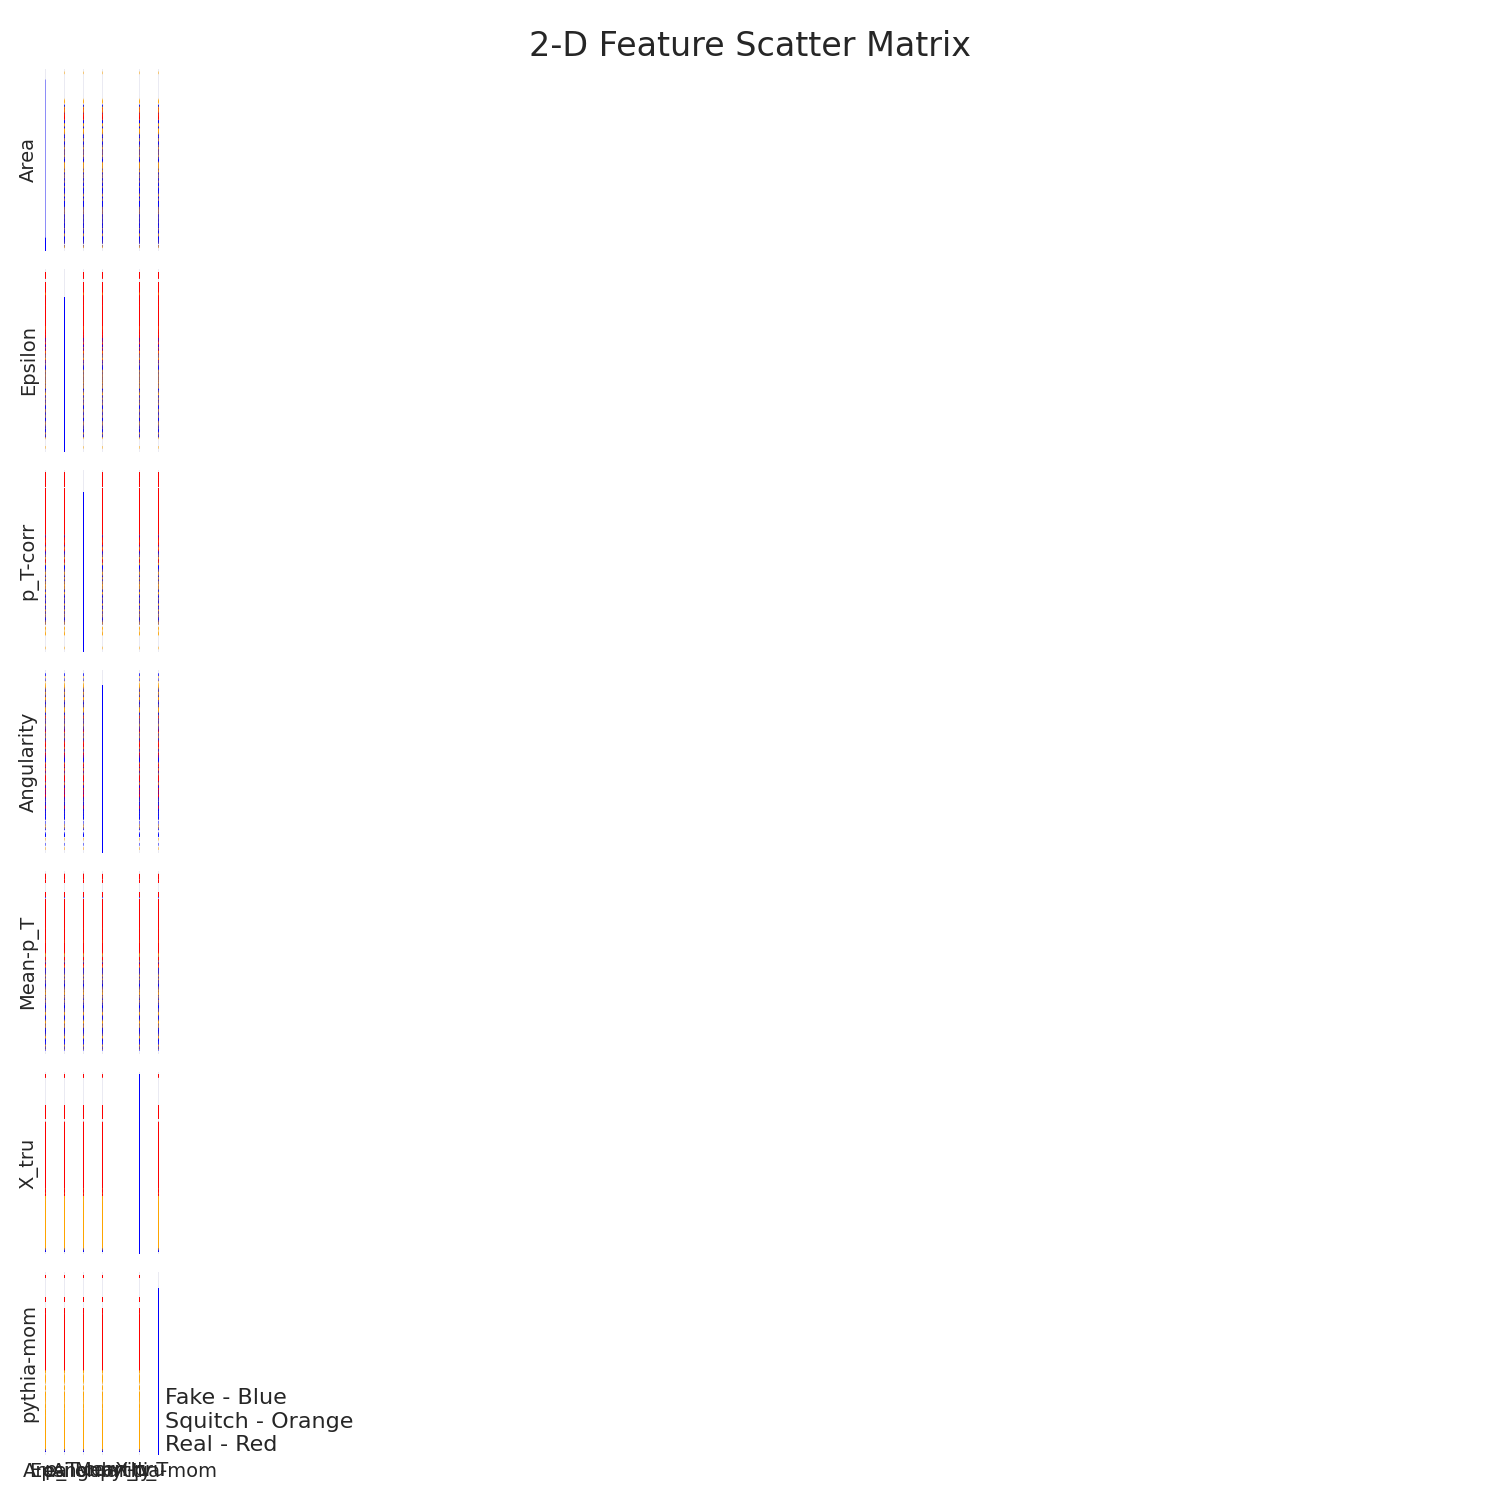 2-D Feature Scatter Matrix
Area
Epsilon
p_T-corr
Angularity
Mean-p_T
X_tru
pythia-mom
Fake - Blue
Squitch - Orange
Real - Red